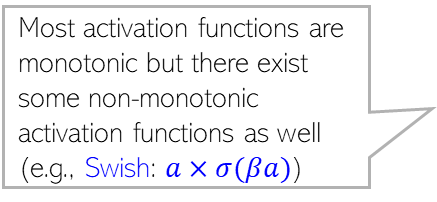 Most activation functions are
monotonic but there exist
some non-monotonic
activation functions as well
(e.g., Swish: a × σ(βa))